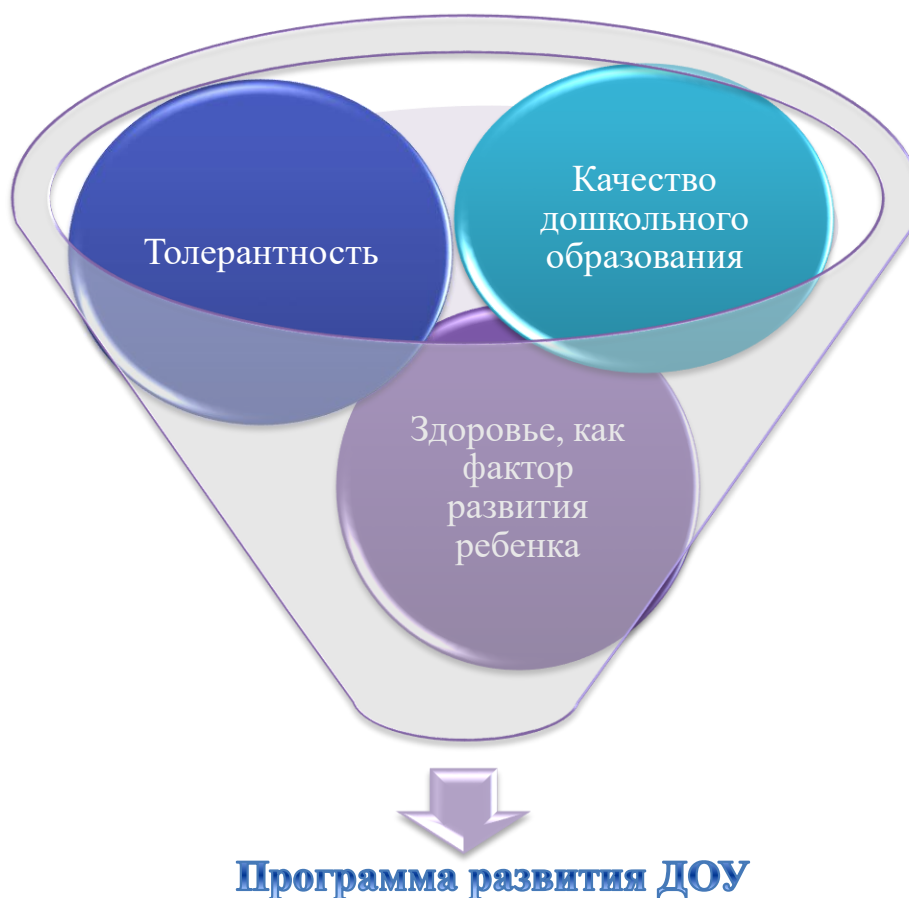 Толерантность
Качество
дошкольного
образования
Здоровье, как
фактор
развития
ребенка
Программа развития ДОУ